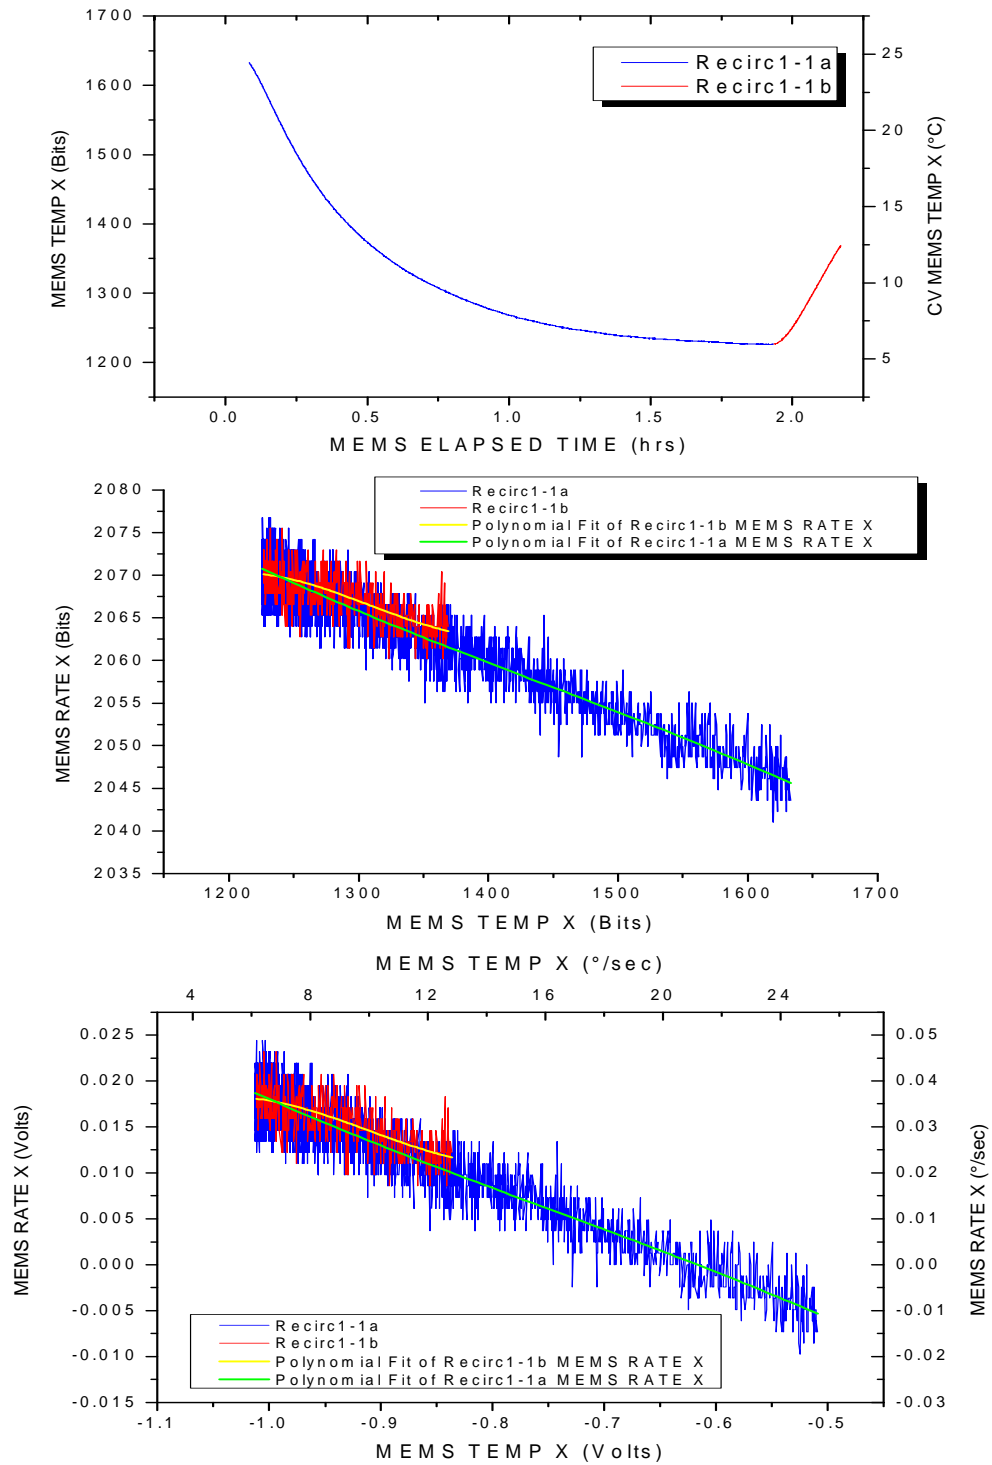 1700
1600
1500
1400
1300
1200
MEMS TEMP X (Bits)
Recirc1-1a
Recirc1-1b
25
20
15
10
5
CV MEMS TEMP X (°C)
0.0 0.5 1.0 1.5 2.0
MEMS ELAPSED TIME (hrs)
Recirc1-1a
Recirc1-1b
Polynomial Fit of Recirc1-1b MEMS RATE X
Polynomial Fit of Recirc1-1a MEMS RATE X
2080
2075
2070
2065
2060
2055
2050
2045
2040
2035
MEMS RATE X (Bits)
1200 1300 1400 1500 1600 1700
MEMS TEMP X (Bits)
MEMS TEMP X (°/sec)
4 8 12 16 20 24
0.025
0.020
0.015
0.010
0.005
0.000
-0.005
-0.010
-0.015
MEMS RATE X (Volts)
0.05
0.04
0.03
0.02
0.01
0.00
-0.01
-0.02
-0.03
MEMS RATE X (°/sec)
Recirc1-1a
Recirc1-1b
Polynomial Fit of Recirc1-1b MEMS RATE X
Polynomial Fit of Recirc1-1a MEMS RATE X
-1.1 -1.0 -0.9 -0.8 -0.7 -0.6 -0.5
MEMS TEMP X (Volts)